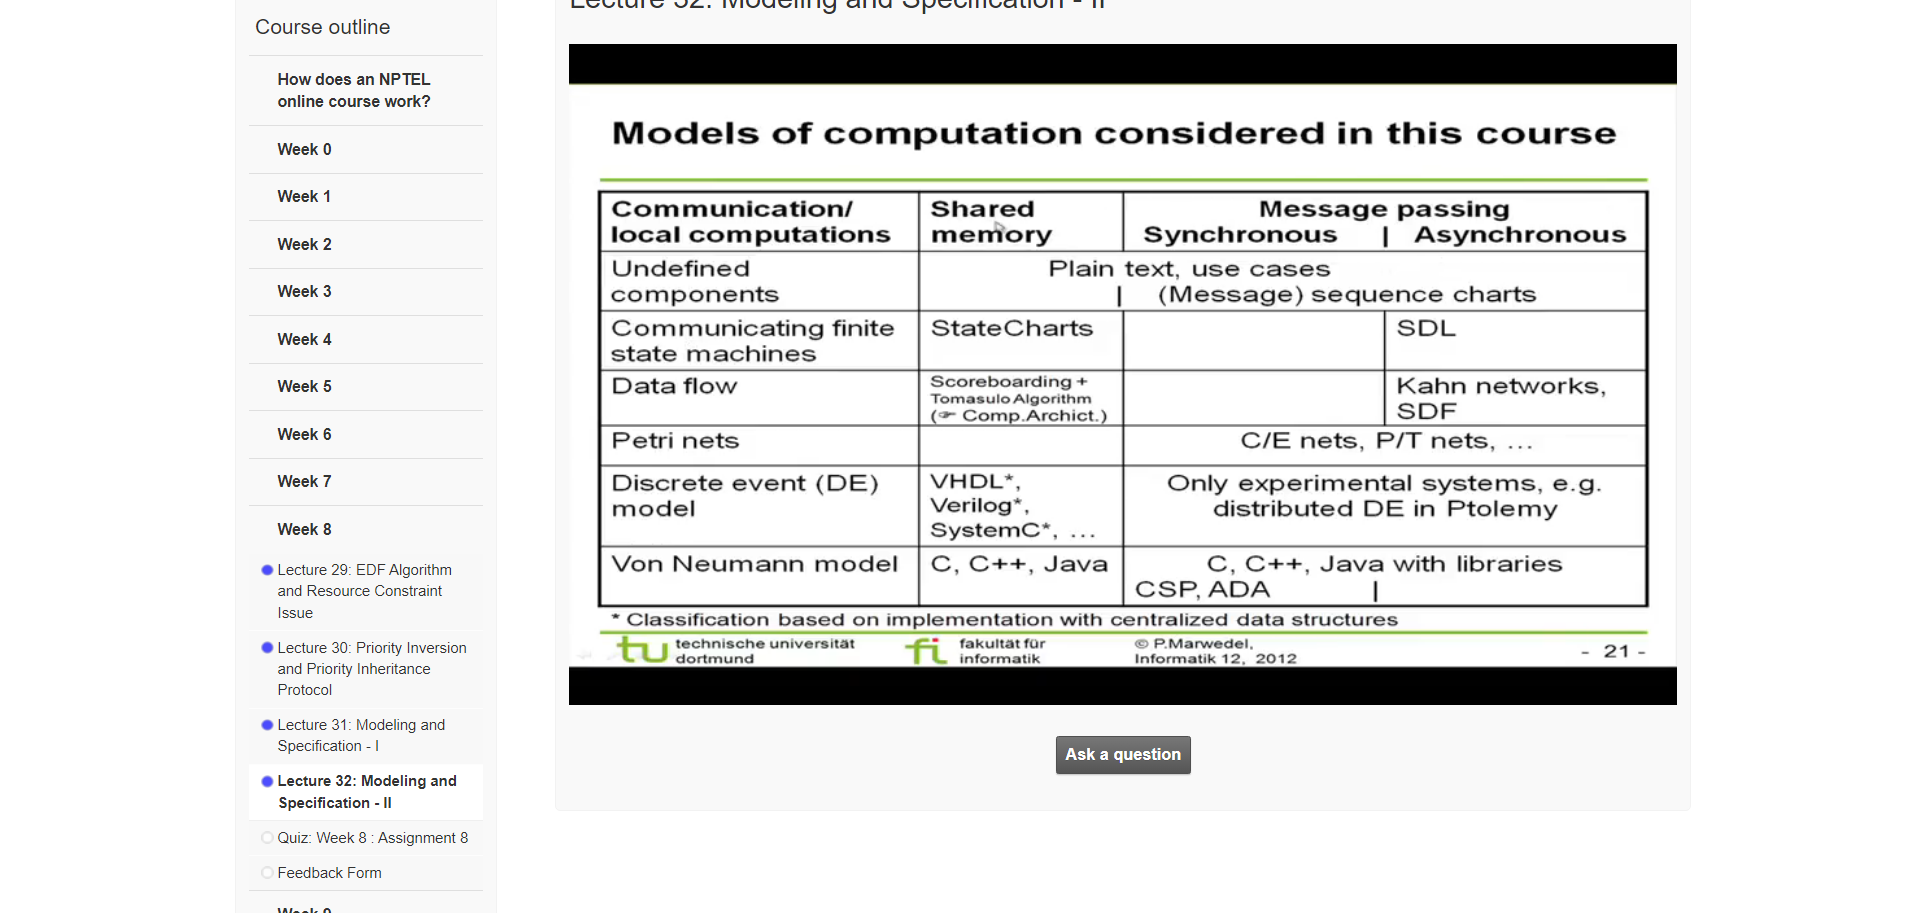 Course outline
How does an NPTEL
online course work?
Week 0
Week 1
Week 2
Week 3
Week 4
Week 5
Week 6
Week 7
Week 8
Lecture 29: EDF Algorithm
and Resource Constraint
Issue
Lecture 30: Priority Inversion
and Priority Inheritance
Protocol
Lecture 31: Modeling and
Specification - I
Lecture 32: Modeling and
Specification - II
Quiz: Week 8 : Assignment 8
Feedback Form
Week 9
Lecture 32: Modeling and Specification - II
Models of computation considered in this course
Communication/
local computations
Shared
memory
Message passing
Synchronous | Asynchronous
Undefined
components
Plain text, use cases
| (Message) sequence charts
Communicating finite
state machines
StateCharts
SDL
Data flow
Scoreboarding +
Tomasulo Algorithm
(☞ Comp.Archict.)
Kahn networks,
SDF
Petri nets
C/E nets, P/T nets, ...
Discrete event (DE)
model
VHDL*,
Verilog*,
SystemC*, ...
Only experimental systems, e.g.
distributed DE in Ptolemy
Von Neumann model
C, C++, Java
C, C++, Java with libraries
CSP, ADA |
* Classification based on implementation with centralized data structures
tu
technische universität
dortmund
fi
fakultät für
informatik
© P.Marwedel,
Informatik 12, 2012
- 21 -
Ask a question